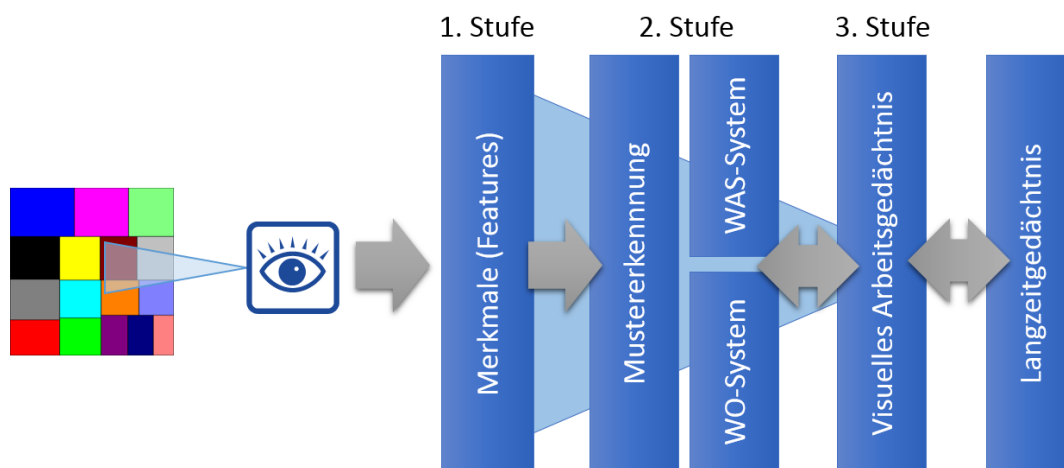 1. Stufe
2. Stufe
3. Stufe
Merkmale (Features)
Mustererkennnung
WAS-System
WO-System
Visuelles Arbeitsgedächtnis
Langzeitgedächtnis